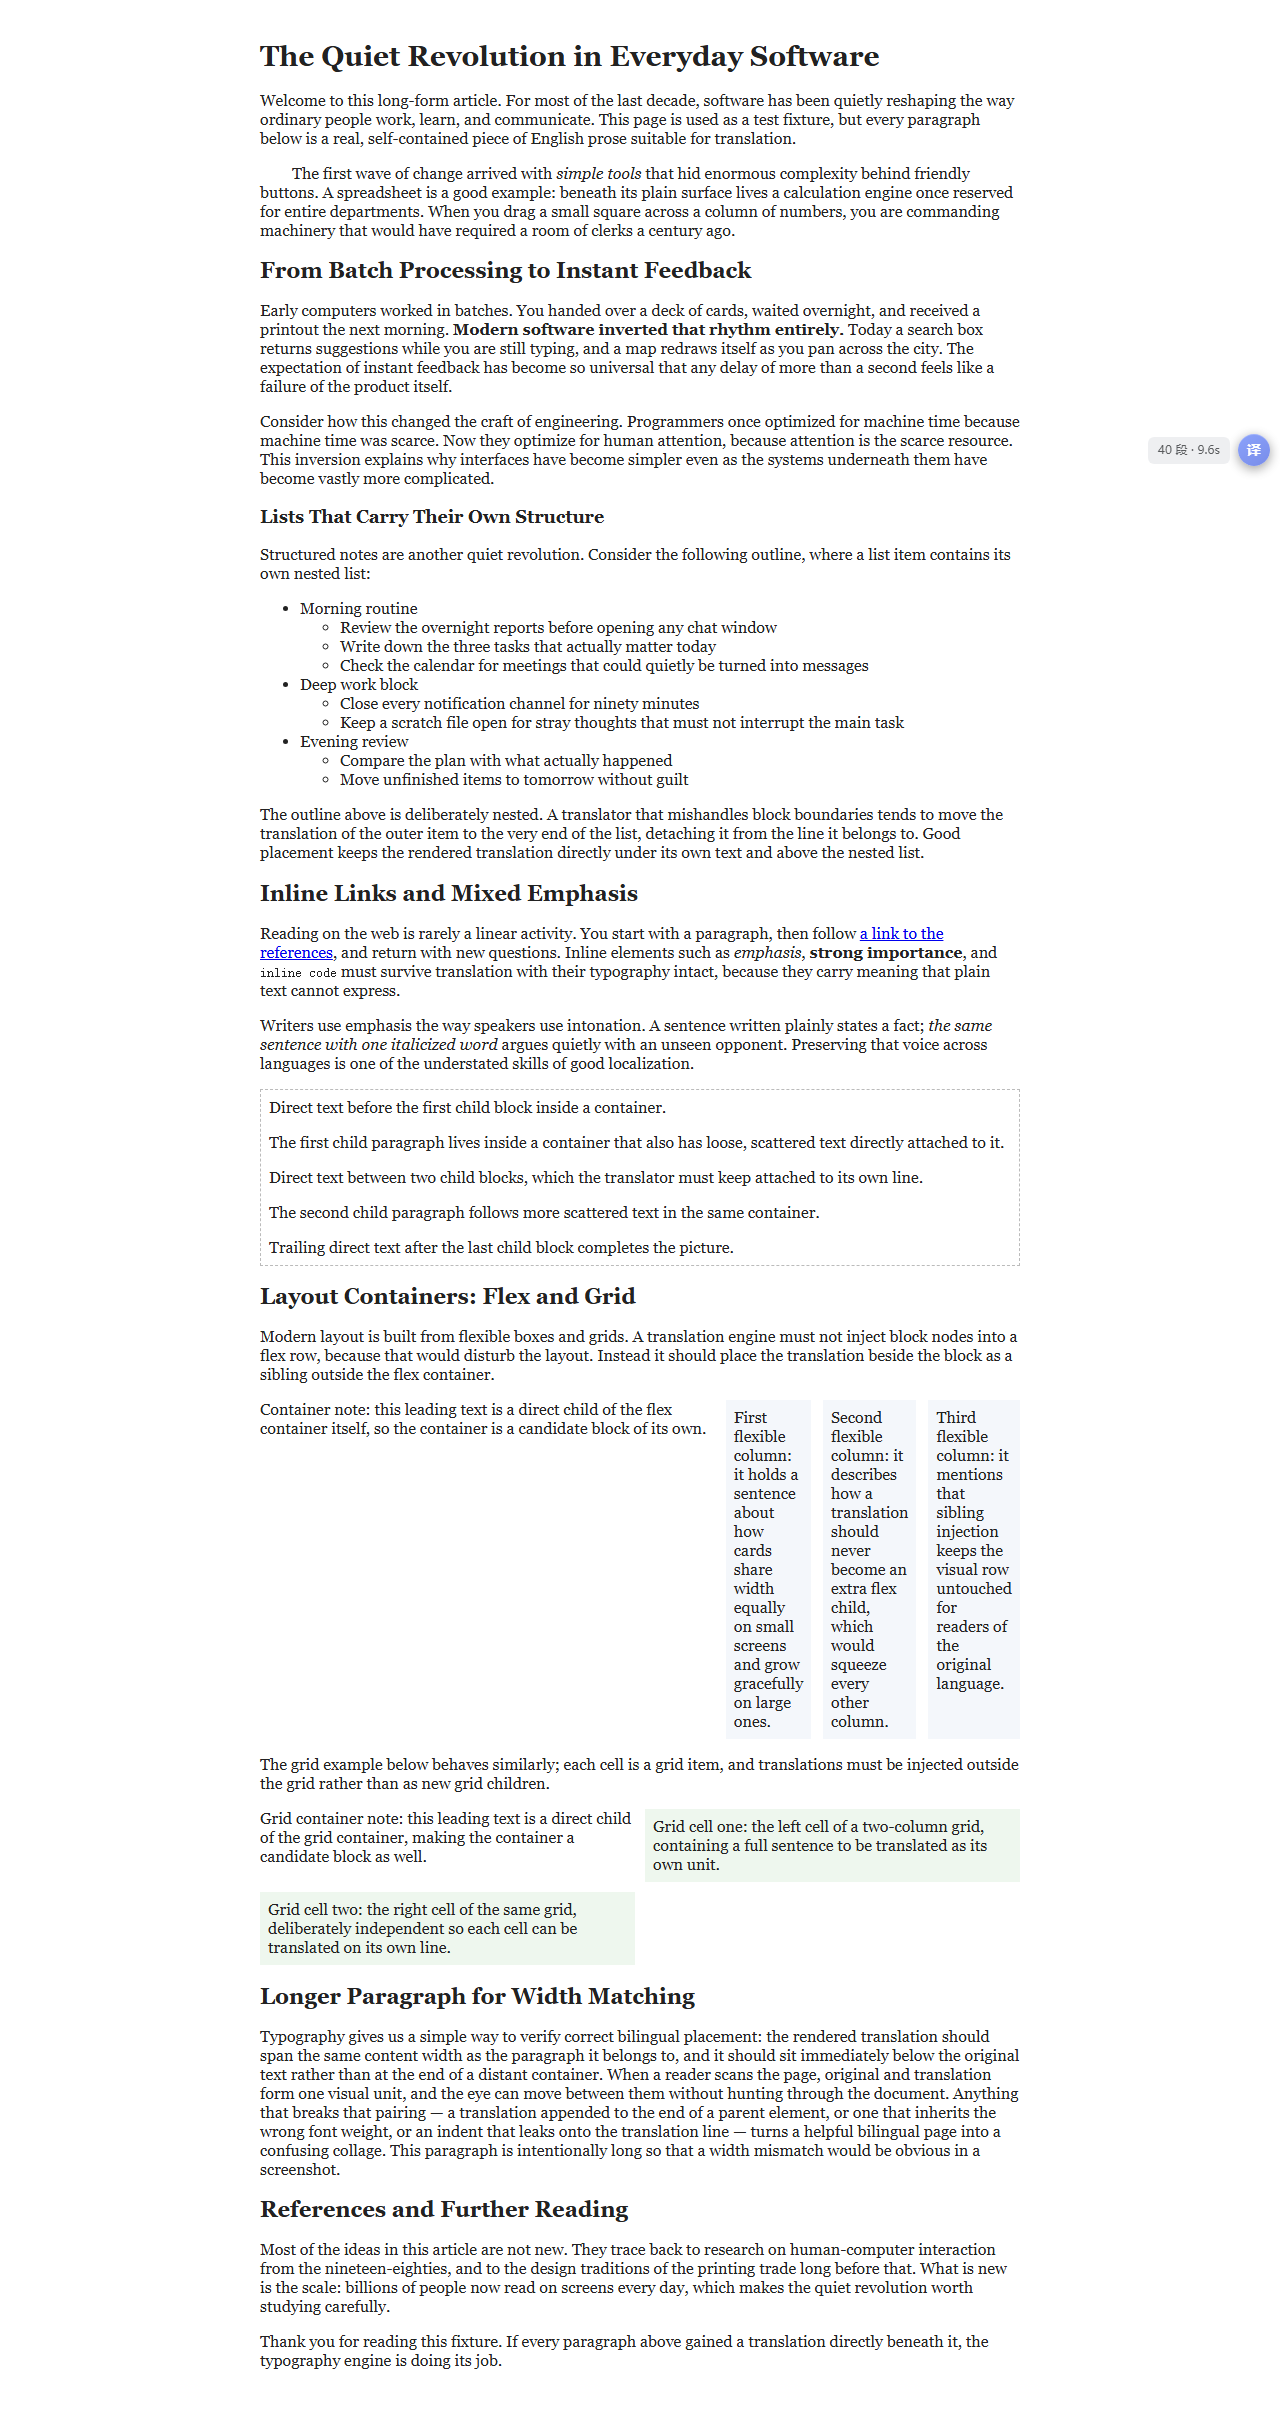 The Quiet Revolution in Everyday Software
Welcome to this long-form article. For most of the last decade, software has been quietly reshaping the way
ordinary people work, learn, and communicate. This page is used as a test fixture, but every paragraph
below is a real, self-contained piece of English prose suitable for translation.
The first wave of change arrived with simple tools that hid enormous complexity behind friendly
buttons. A spreadsheet is a good example: beneath its plain surface lives a calculation engine once reserved
for entire departments. When you drag a small square across a column of numbers, you are commanding
machinery that would have required a room of clerks a century ago.
From Batch Processing to Instant Feedback
Early computers worked in batches. You handed over a deck of cards, waited overnight, and received a
printout the next morning. Modern software inverted that rhythm entirely. Today a search box
returns suggestions while you are still typing, and a map redraws itself as you pan across the city. The
expectation of instant feedback has become so universal that any delay of more than a second feels like a
failure of the product itself.
Consider how this changed the craft of engineering. Programmers once optimized for machine time because
machine time was scarce. Now they optimize for human attention, because attention is the scarce resource.
This inversion explains why interfaces have become simpler even as the systems underneath them have
become vastly more complicated.
40 段 · 9.6s
译
Lists That Carry Their Own Structure
Structured notes are another quiet revolution. Consider the following outline, where a list item contains its
own nested list:
• Morning routine
◦ Review the overnight reports before opening any chat window
◦ Write down the three tasks that actually matter today
◦ Check the calendar for meetings that could quietly be turned into messages
• Deep work block
◦ Close every notification channel for ninety minutes
◦ Keep a scratch file open for stray thoughts that must not interrupt the main task
• Evening review
◦ Compare the plan with what actually happened
◦ Move unfinished items to tomorrow without guilt
The outline above is deliberately nested. A translator that mishandles block boundaries tends to move the
translation of the outer item to the very end of the list, detaching it from the line it belongs to. Good
placement keeps the rendered translation directly under its own text and above the nested list.
Inline Links and Mixed Emphasis
Reading on the web is rarely a linear activity. You start with a paragraph, then follow a link to the
references, and return with new questions. Inline elements such as emphasis, strong importance, and
inline code must survive translation with their typography intact, because they carry meaning that plain
text cannot express.
Writers use emphasis the way speakers use intonation. A sentence written plainly states a fact; the same
sentence with one italicized word argues quietly with an unseen opponent. Preserving that voice across
languages is one of the understated skills of good localization.
Direct text before the first child block inside a container.
The first child paragraph lives inside a container that also has loose, scattered text directly attached to it.
Direct text between two child blocks, which the translator must keep attached to its own line.
The second child paragraph follows more scattered text in the same container.
Trailing direct text after the last child block completes the picture.
Layout Containers: Flex and Grid
Modern layout is built from flexible boxes and grids. A translation engine must not inject block nodes into a
flex row, because that would disturb the layout. Instead it should place the translation beside the block as a
sibling outside the flex container.
Container note: this leading text is a direct child of the flex
container itself, so the container is a candidate block of its own.
First
flexible
column:
it holds a
sentence
about
how
cards
share
width
equally
on small
screens
and grow
gracefully
on large
ones.
Second
flexible
column: it
describes
how a
translation
should
never
become an
extra flex
child,
which
would
squeeze
every
other
column.
Third
flexible
column: it
mentions
that
sibling
injection
keeps the
visual row
untouched
for
readers of
the
original
language.
The grid example below behaves similarly; each cell is a grid item, and translations must be injected outside
the grid rather than as new grid children.
Grid container note: this leading text is a direct child
of the grid container, making the container a
candidate block as well.
Grid cell one: the left cell of a two-column grid,
containing a full sentence to be translated as its
own unit.
Grid cell two: the right cell of the same grid,
deliberately independent so each cell can be
translated on its own line.
Longer Paragraph for Width Matching
Typography gives us a simple way to verify correct bilingual placement: the rendered translation should
span the same content width as the paragraph it belongs to, and it should sit immediately below the original
text rather than at the end of a distant container. When a reader scans the page, original and translation
form one visual unit, and the eye can move between them without hunting through the document. Anything
that breaks that pairing — a translation appended to the end of a parent element, or one that inherits the
wrong font weight, or an indent that leaks onto the translation line — turns a helpful bilingual page into a
confusing collage. This paragraph is intentionally long so that a width mismatch would be obvious in a
screenshot.
References and Further Reading
Most of the ideas in this article are not new. They trace back to research on human-computer interaction
from the nineteen-eighties, and to the design traditions of the printing trade long before that. What is new
is the scale: billions of people now read on screens every day, which makes the quiet revolution worth
studying carefully.
Thank you for reading this fixture. If every paragraph above gained a translation directly beneath it, the
typography engine is doing its job.